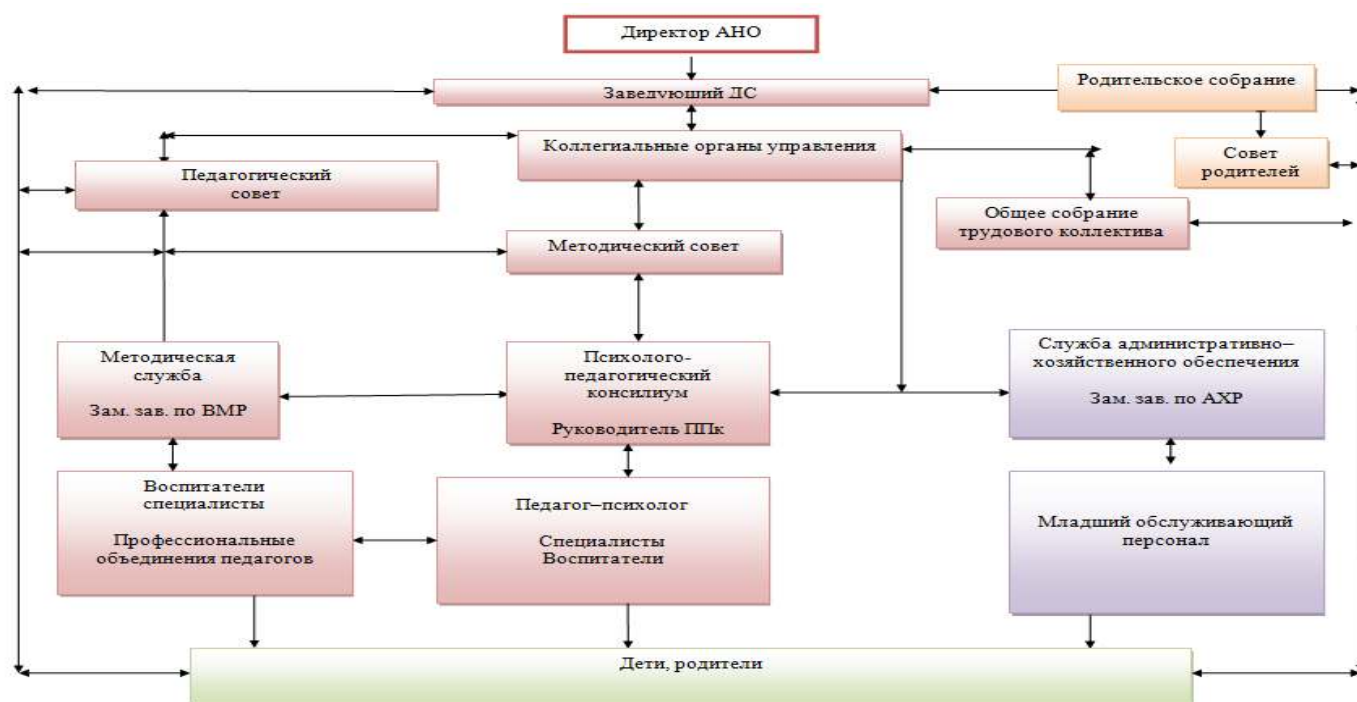 Директор АНО
Заведующий ДС
Родительское собрание
Коллегиальные органы управления
Совет
родителей
Педагогический
совет
Общее собрание
трудового коллектива
Методический совет
Методическая
служба
Зам. зав. по ВМР
Психолого-
педагогический
консилиум
Руководитель ППк
Служба административно–
хозяйственного обеспечения
Зам. зав. по АХР
Воспитатели
специалисты
Профессиональные
объединения педагогов
Педагог–психолог
Специалисты
Воспитатели
Младший обслуживающий
персонал
Дети, родители